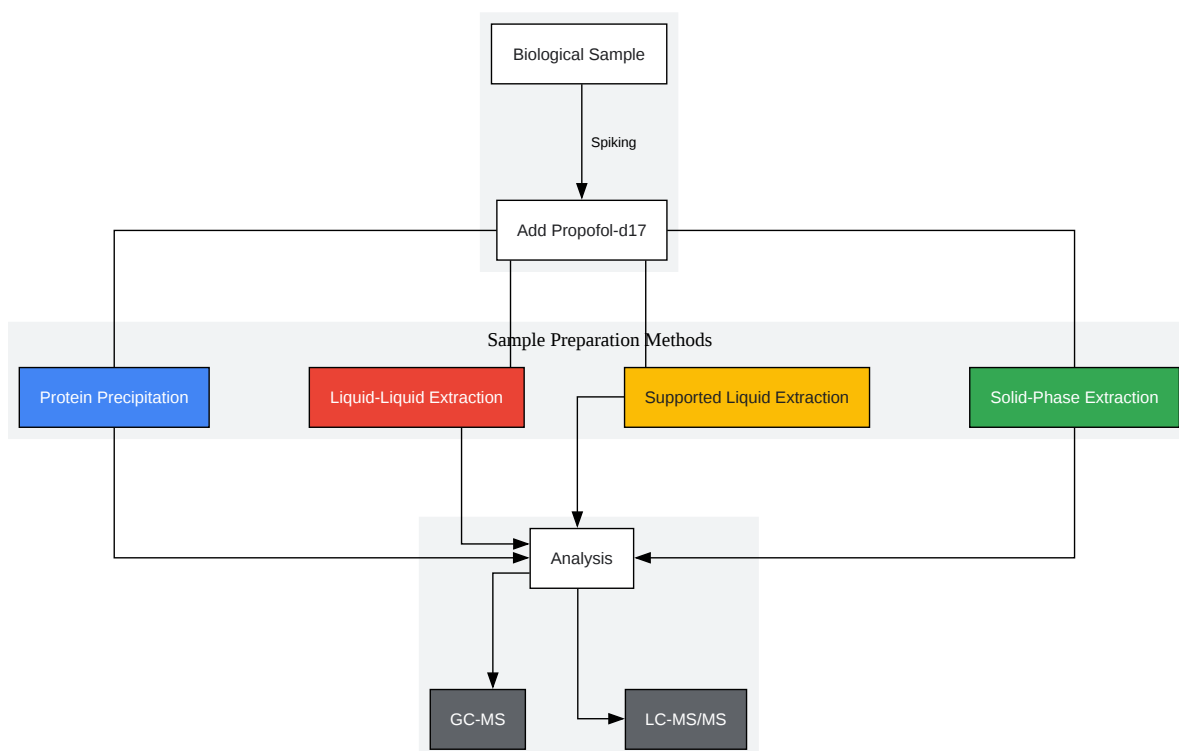 Biological Sample
Spiking
Add Propofol-d17
Sample Preparation Methods
Protein Precipitation
Liquid-Liquid Extraction
Supported Liquid Extraction
Solid-Phase Extraction
Analysis
GC-MS
LC-MS/MS